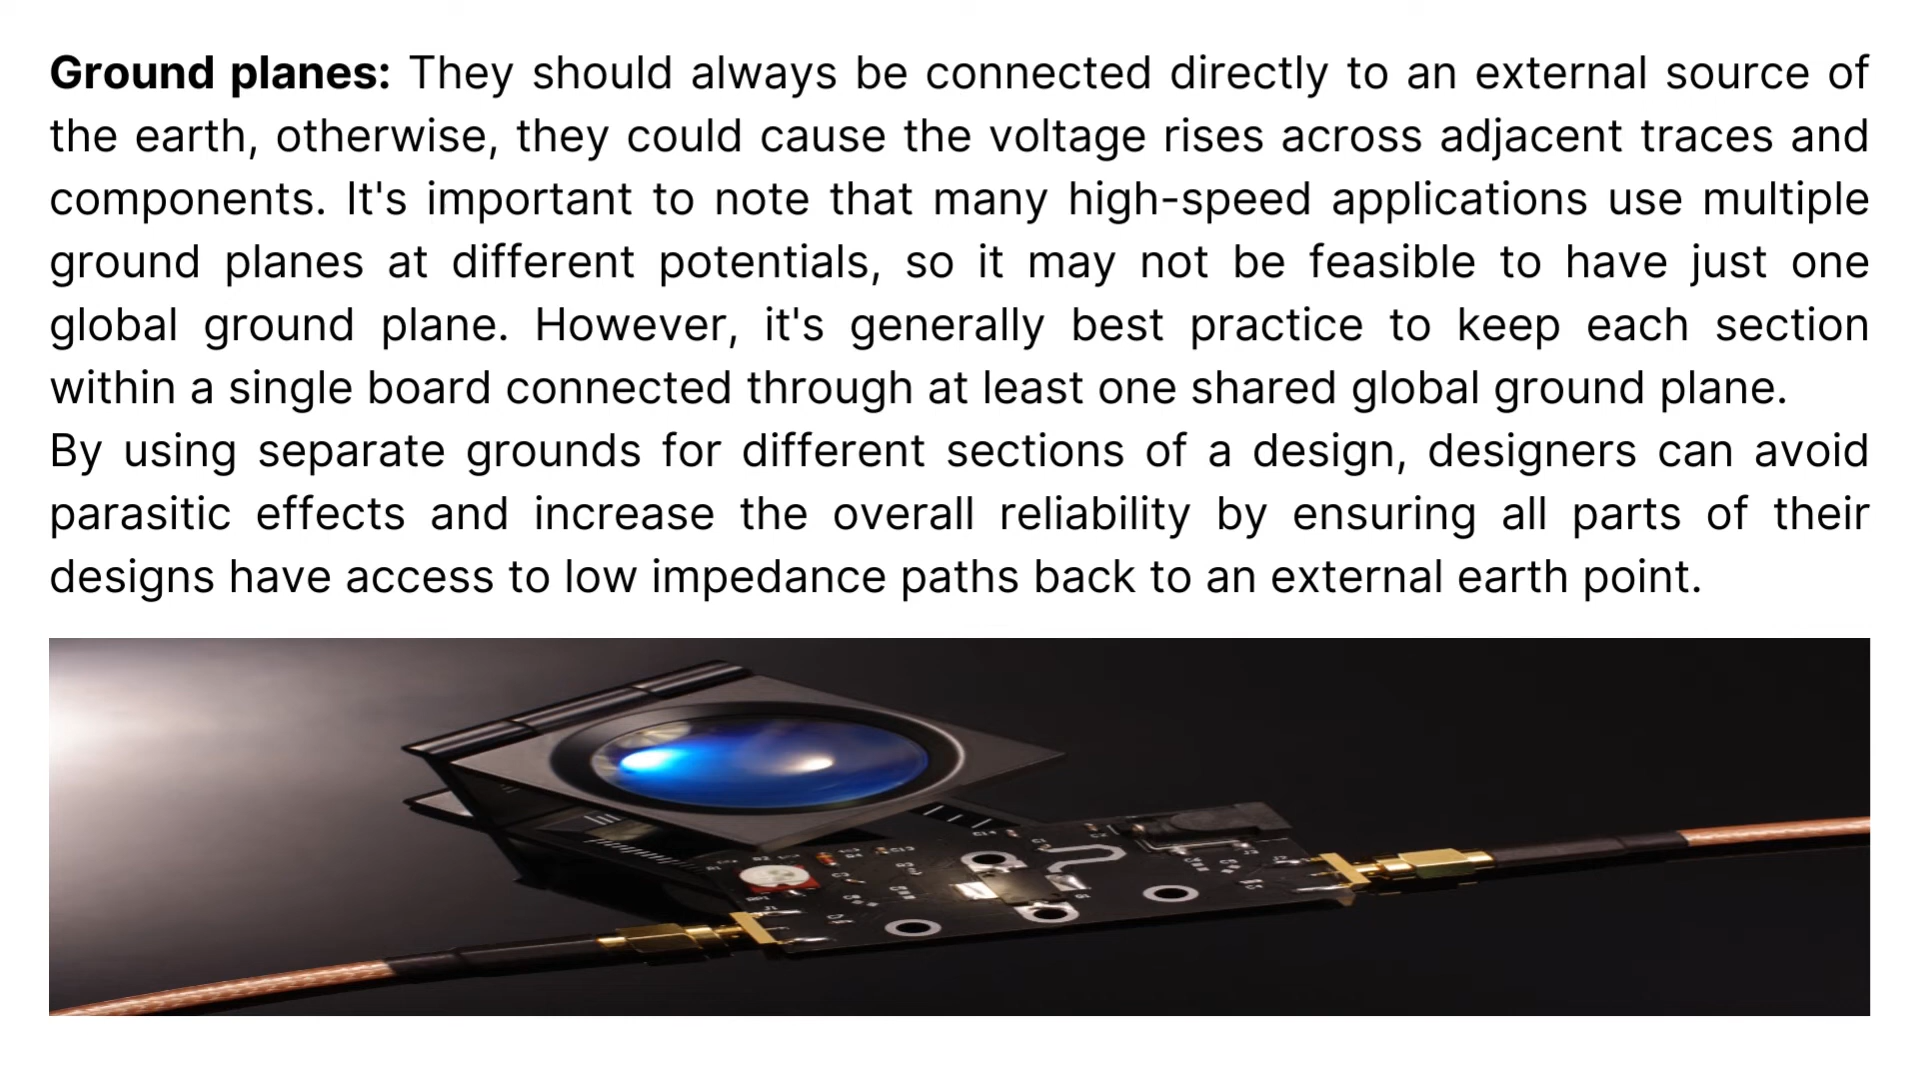 Ground planes: They should always be connected directly to an external source of
the earth, otherwise, they could cause the voltage rises across adjacent traces and
components. It's important to note that many high-speed applications use multiple
ground planes at different potentials, so it may not be feasible to have just one
global ground plane. However, it's generally best practice to keep each section
within a single board connected through at least one shared global ground plane.
By using separate grounds for different sections of a design, designers can avoid
parasitic effects and increase the overall reliability by ensuring all parts of their
designs have access to low impedance paths back to an external earth point.